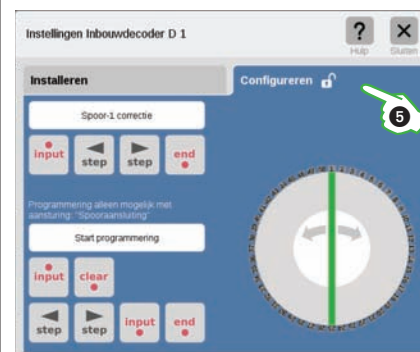 Instellingen Inbouwdecoder D 1
?
Hulp
Sluiten
Installeren
Configureren
5
Spoor-1 correctie
input
step
step
end
Programmering alleen mogelijk met
aansturing: "Spooraansluiting"
Start programmering
input
clear
step
step
input
end